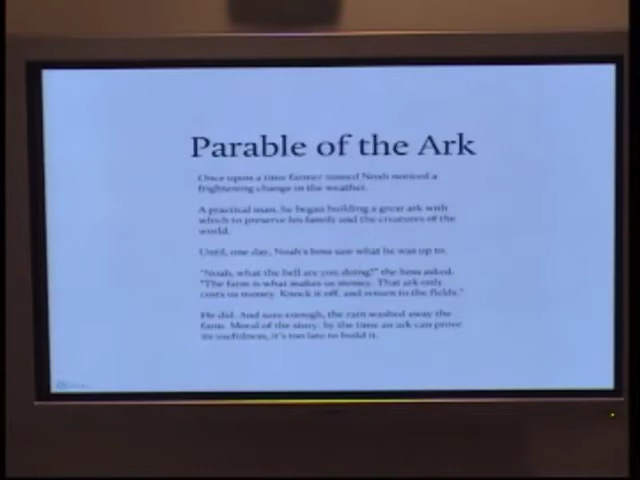 Parable of the Ark
Once upon a time farmer named Noah noticed a
frightening change in the weather.
A practical man, he began building a great ark with
which to preserve his family and the creatures of the
world.
Until, one day, Noah's boss saw what he was up to.
"Noah, what the hell are you doing?" the boss asked.
"The farm is what makes us money. That ark only
costs us money. Knock it off, and return to the fields."
He did. And sure enough, the rain washed away the
farm. Moral of the story, by the time an ark can prove
its usefulness, it's too late to build it.